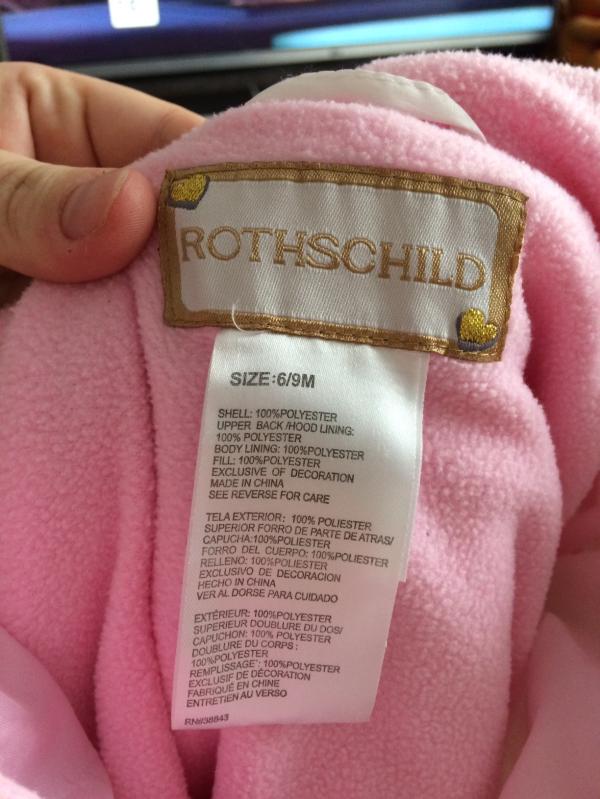 ROTHSCHILD
SIZE:6/9M
SHELL: 100%POLYESTER
UPPER BACK /HOOD LINING:
100% POLYESTER
BODY LINING: 100%POLYESTER
FILL: 100%POLYESTER
EXCLUSIVE OF DECORATION
MADE IN CHINA
SEE REVERSE FOR CARE
TELA EXTERIOR: 100% POLIESTER
SUPERIOR FORRO DE PARTE DE ATRAS/
CAPUCHA:100%POLIESTER
FORRO DEL CUERPO: 100%POLIESTER
RELLENO: 100%POLIESTER
EXCLUSIVO DE DECORACION
HECHO IN CHINA
VER AL DORSE PARA CUIDADO
EXTÉRIEUR: 100%POLYESTER
SUPERIEUR DOUBLURE DU DOS/
CAPUCHON: 100% POLYESTER
DOUBLURE DU CORPS:
100%POLYESTER
REMPLISSAGE: 100%POLYESTER
EXCLUSIF DE DÉCORATION
FABRIQUÉ EN CHINE
ENTRETIEN AU VERSO
RN#38843